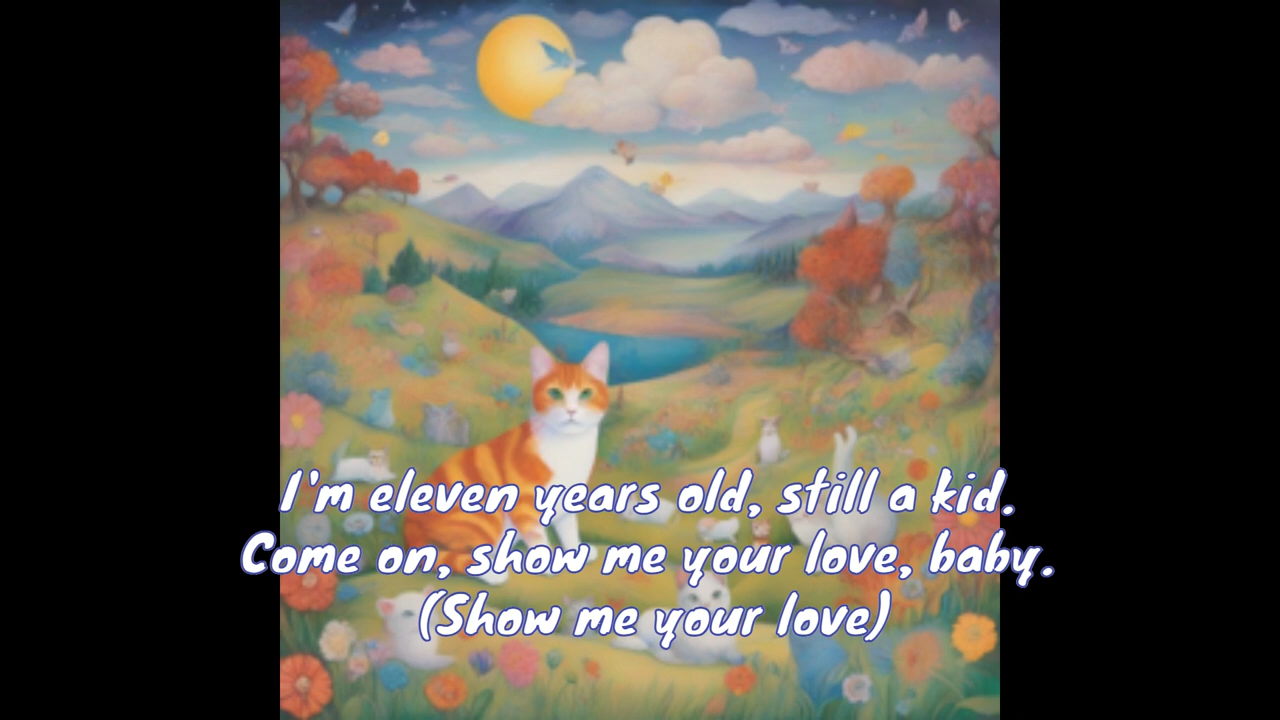 I'm eleven years old, still a kid.
Come on, show me your love, baby.
(Show me your love)